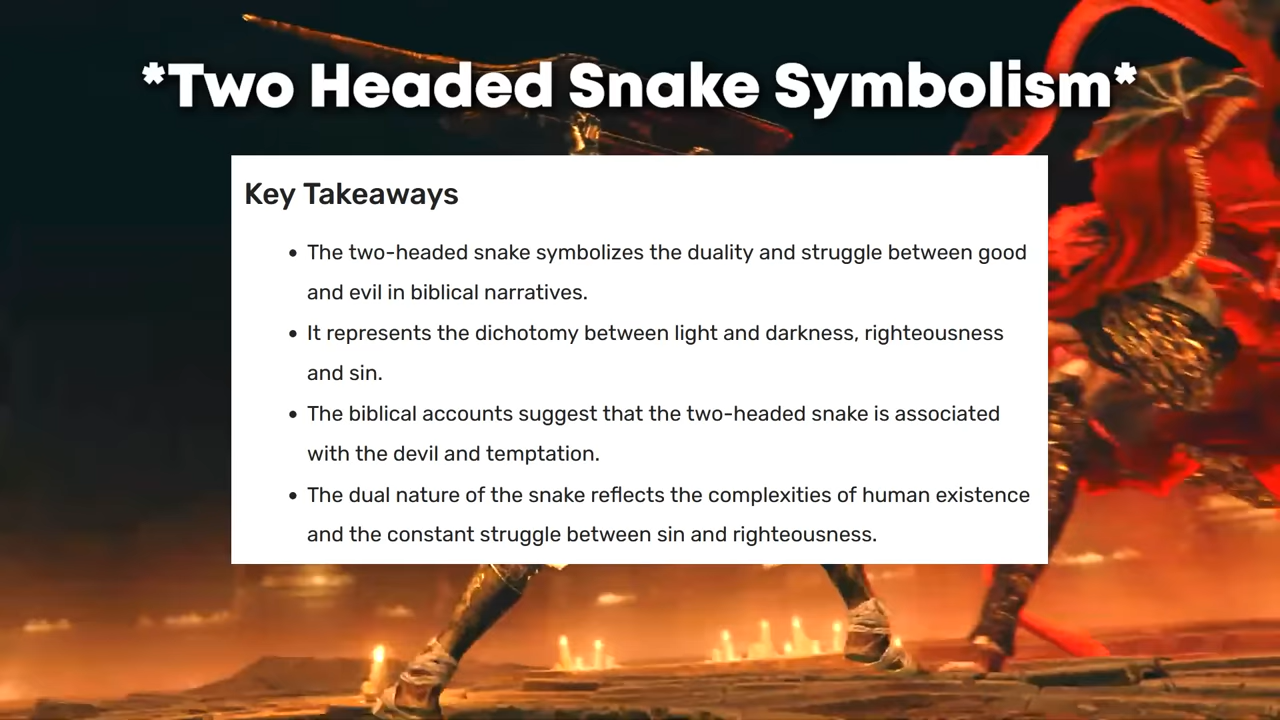 *Two Headed Snake Symbolism*
Key Takeaways
• The two-headed snake symbolizes the duality and struggle between good
and evil in biblical narratives.
• It represents the dichotomy between light and darkness, righteousness
and sin.
• The biblical accounts suggest that the two-headed snake is associated
with the devil and temptation.
• The dual nature of the snake reflects the complexities of human existence
and the constant struggle between sin and righteousness.